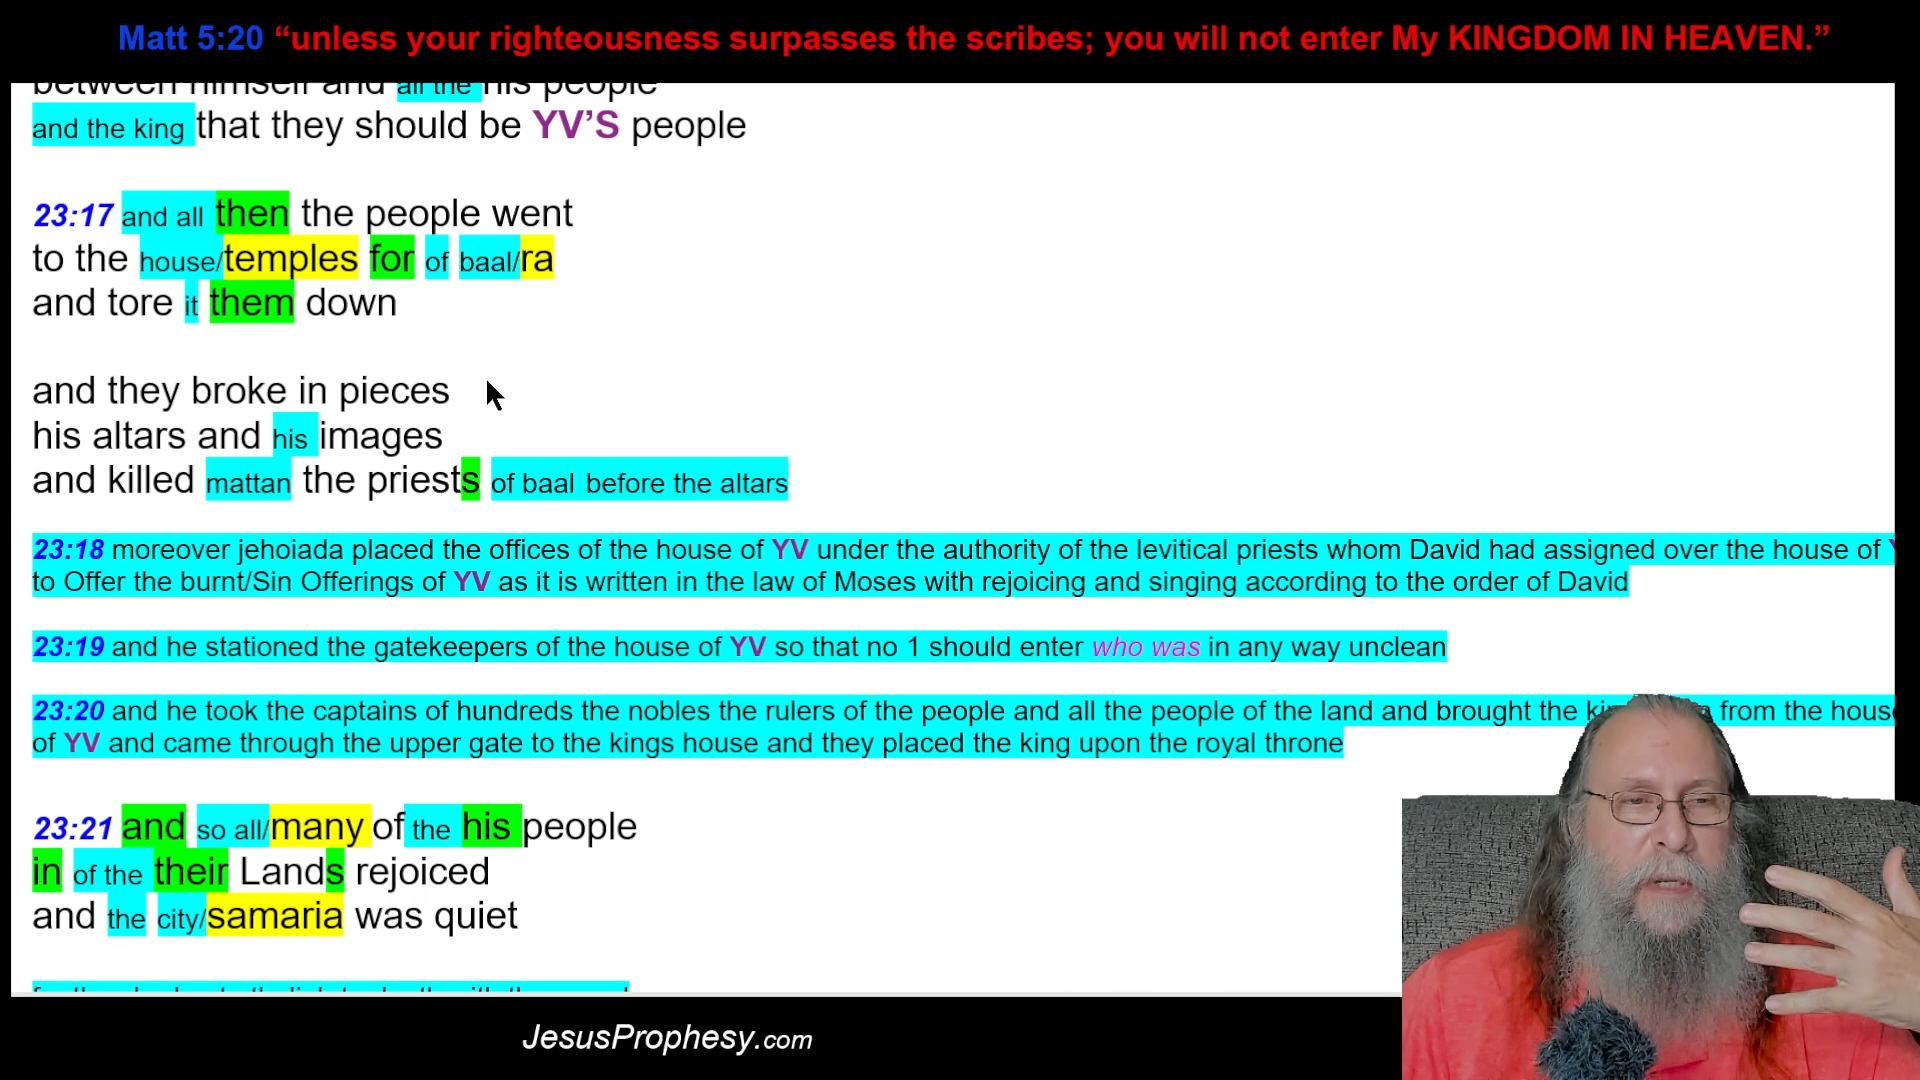 Matt 5:20 “unless your righteousness surpasses the scribes; you will not enter My KINGDOM IN HEAVEN.”
between himself and all the his people
and the king that they should be YV’S people
23:17 and all then the people went
to the house/temples for of baal/ra
and tore it them down
and they broke in pieces
his altars and his images
and killed mattan the priests of baal before the altars
23:18 moreover jehoiada placed the offices of the house of YV under the authority of the levitical priests whom David had assigned over the house of
to Offer the burnt/Sin Offerings of YV as it is written in the law of Moses with rejoicing and singing according to the order of David
23:19 and he stationed the gatekeepers of the house of YV so that no 1 should enter who was in any way unclean
23:20 and he took the captains of hundreds the nobles the rulers of the people and all the people of the land and brought the from the house
of YV and came through the upper gate to the kings house and they placed the king upon the royal throne
23:21 and so all/many of the his people
in of the their Lands rejoiced
and the city/samaria was quiet
JesusProphesy.com